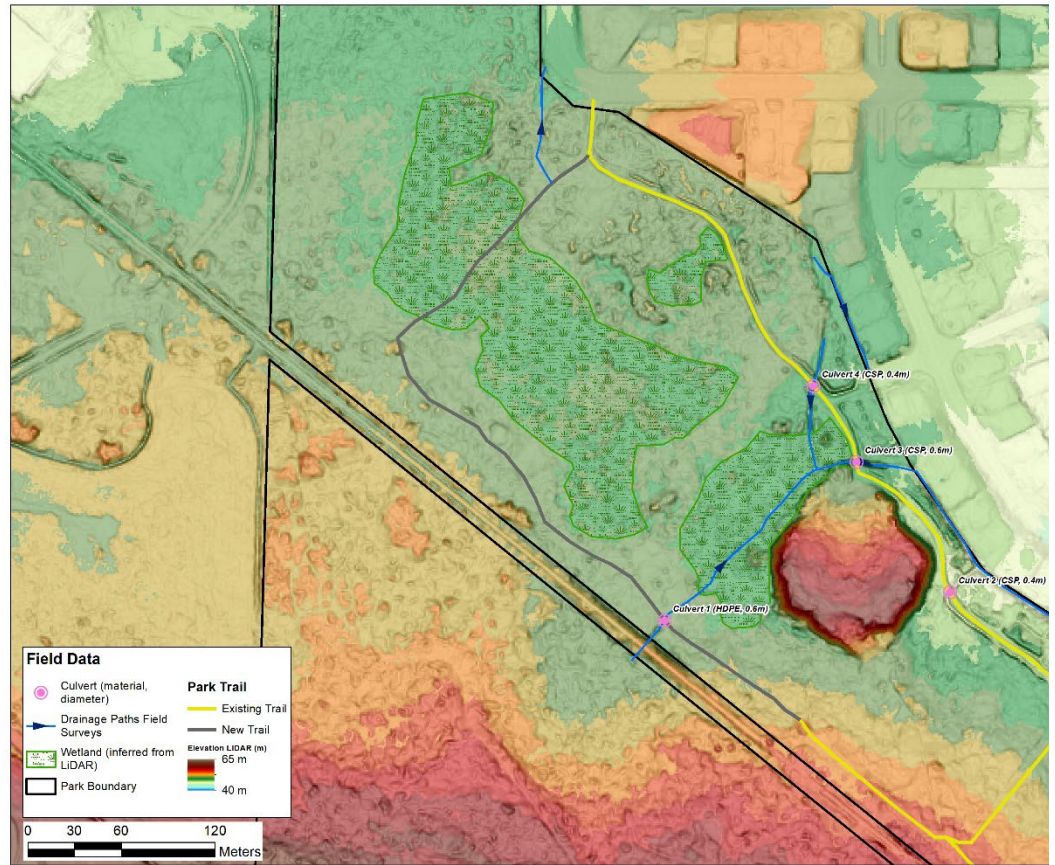 Culvert 4 (CSP, 0.4m)
Culvert 3 (CSP, 0.6m)
Culvert 2 (CSP, 0.4m)
Culvert 1 (HDPE, 0.6m)
Field Data
Culvert (material,
diameter)
Drainage Paths Field
Surveys
Wetland (inferred from
LiDAR)
Park Boundary
Park Trail
Existing Trail
New Trail
Elevation LIDAR (m)
65 m
40 m
0 30 60 120
Meters